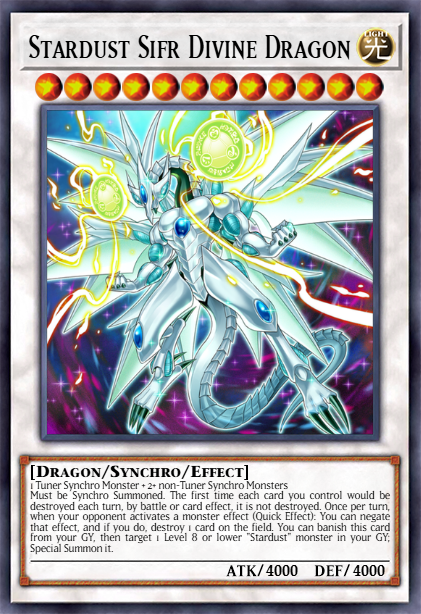 Stardust Sifr Divine Dragon
LIGHT
光
[Dragon/Synchro/Effect]
1 Tuner Synchro Monster + 2+ non-Tuner Synchro Monsters
Must be Synchro Summoned. The first time each card you control would be
destroyed each turn, by battle or card effect, it is not destroyed. Once per turn,
when your opponent activates a monster effect (Quick Effect): You can negate
that effect, and if you do, destroy 1 card on the field. You can banish this card
from your GY, then target 1 Level 8 or lower "Stardust" monster in your GY;
Special Summon it.
ATK/4000 DEF/4000